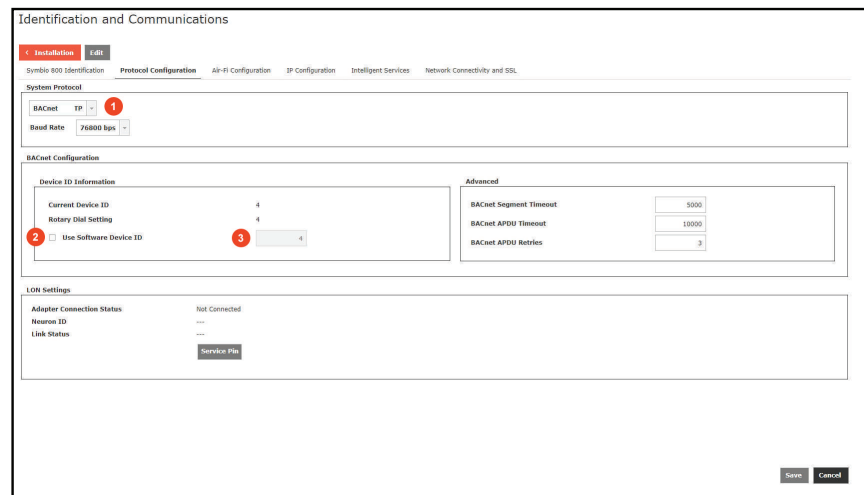 Identification and Communications
< Installation Edit
Symbio 800 Identification Protocol Configuration Air-Fi Configuration IP Configuration Intelligent Services Network Connectivity and SSL
System Protocol
BACnet TP 1
Baud Rate 76800 bps
BACnet Configuration
Device ID Information Advanced
Current Device ID 4 BACnet Segment Timeout 5000
Rotary Dial Setting 4 BACnet APDU Timeout 10000
2 Use Software Device ID 3 4 BACnet APDU Retries 3
LON Settings
Adapter Connection Status Not Connected
Neuron ID ---
Link Status ---
Service Pin
Save Cancel